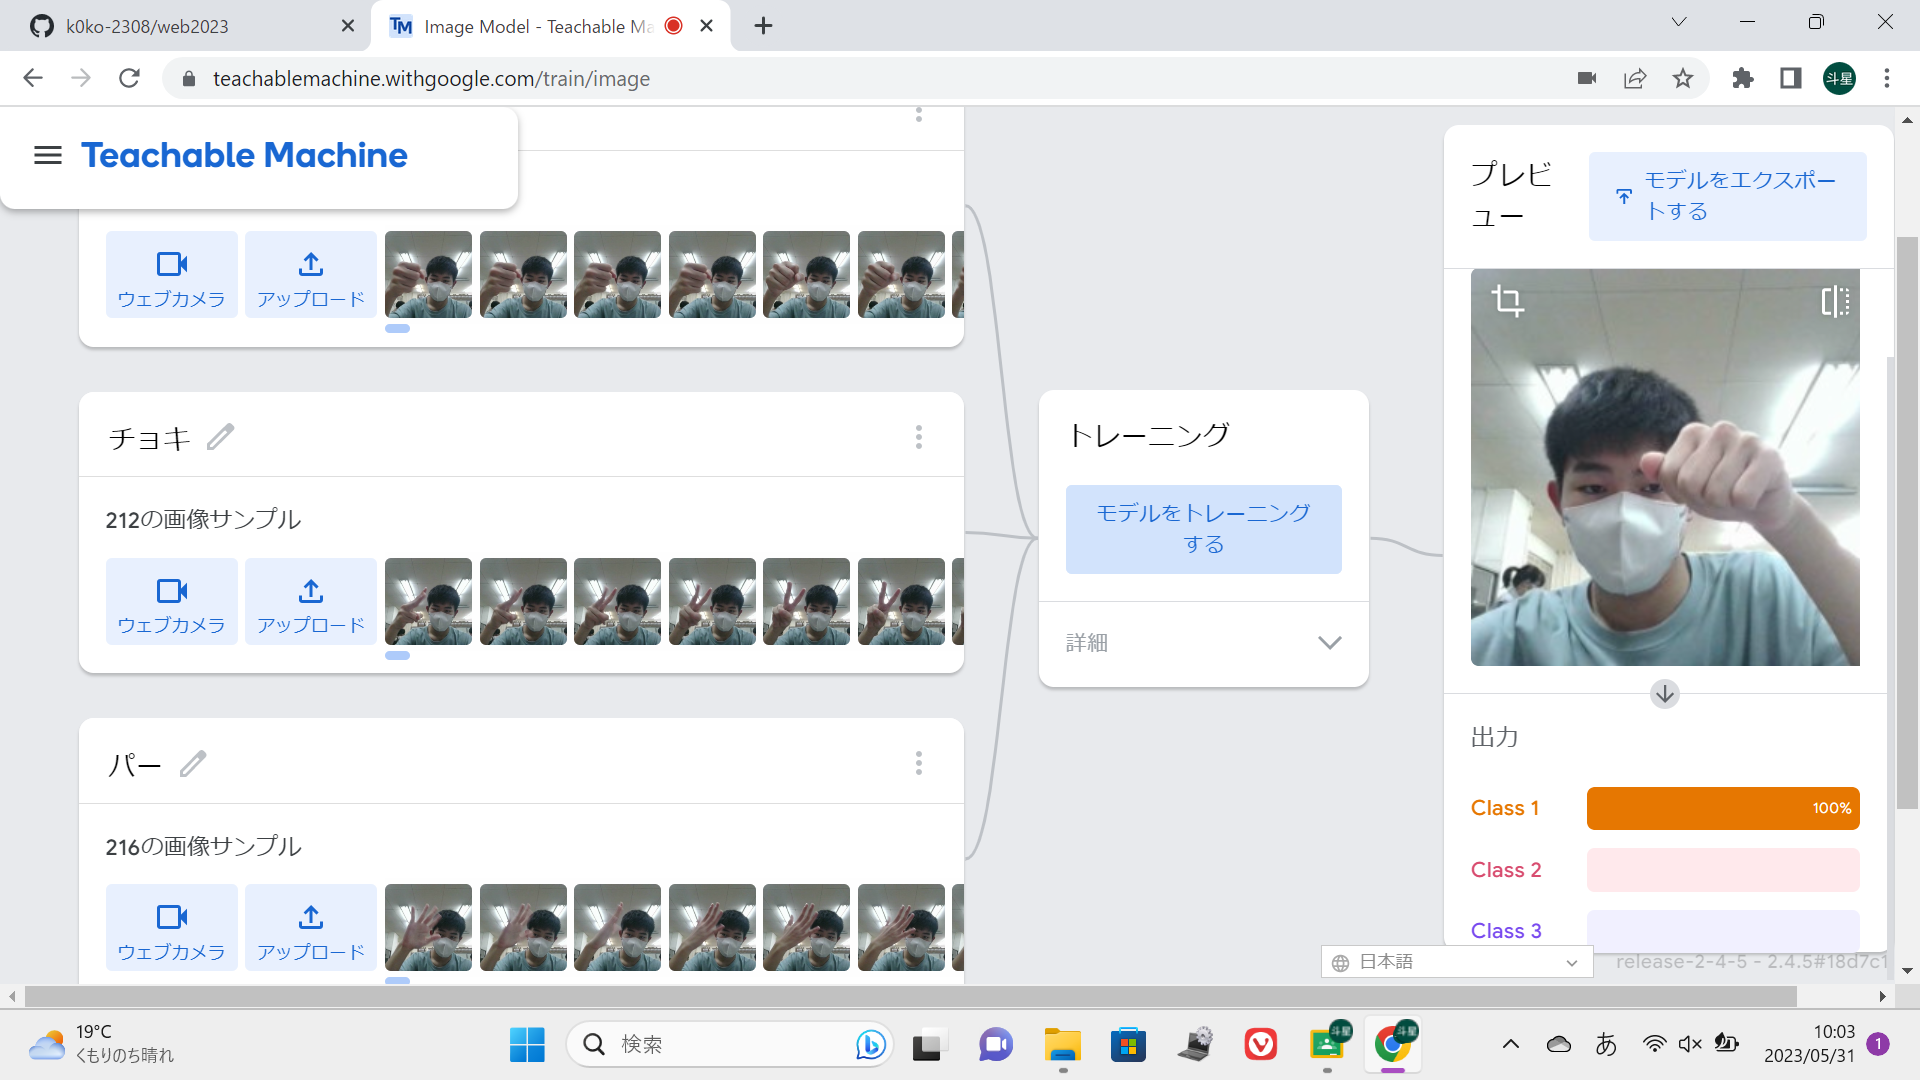 k0ko-2308/web2023
TM Image Model - Teachable Ma
teachablemachine.withgoogle.com/train/image
斗星
Teachable Machine
ウェブカメラ
アップロード
チョキ
212の画像サンプル
ウェブカメラ
アップロード
パー
216の画像サンプル
ウェブカメラ
アップロード
トレーニング
モデルをトレーニング
する
詳細
プレビ
ュー
モデルをエクスポー
トする
出力
Class 1
100%
Class 2
Class 3
日本語
release-2-4-5 - 2.4.5#18d7c1
19°C
くもりのち晴れ
検索
斗星
斗星
あ
10:03
2023/05/31
1